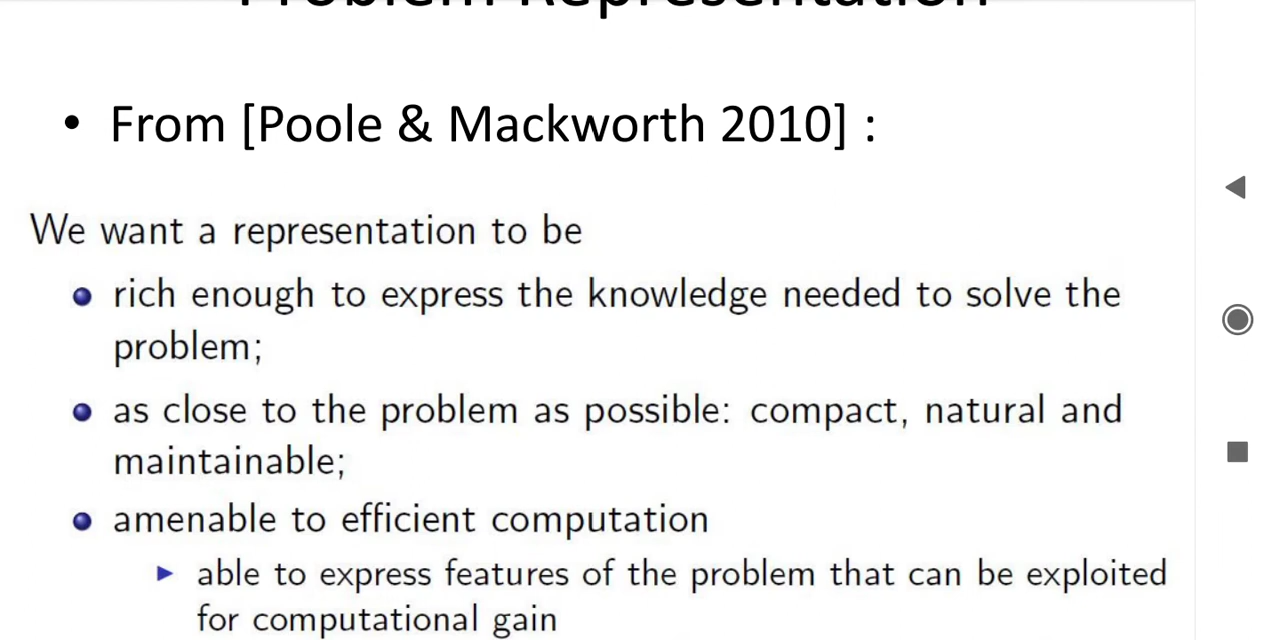 Problem Representation
• From [Poole & Mackworth 2010] :
We want a representation to be
rich enough to express the knowledge needed to solve the
problem;
as close to the problem as possible: compact, natural and
maintainable;
amenable to efficient computation
able to express features of the problem that can be exploited
for computational gain